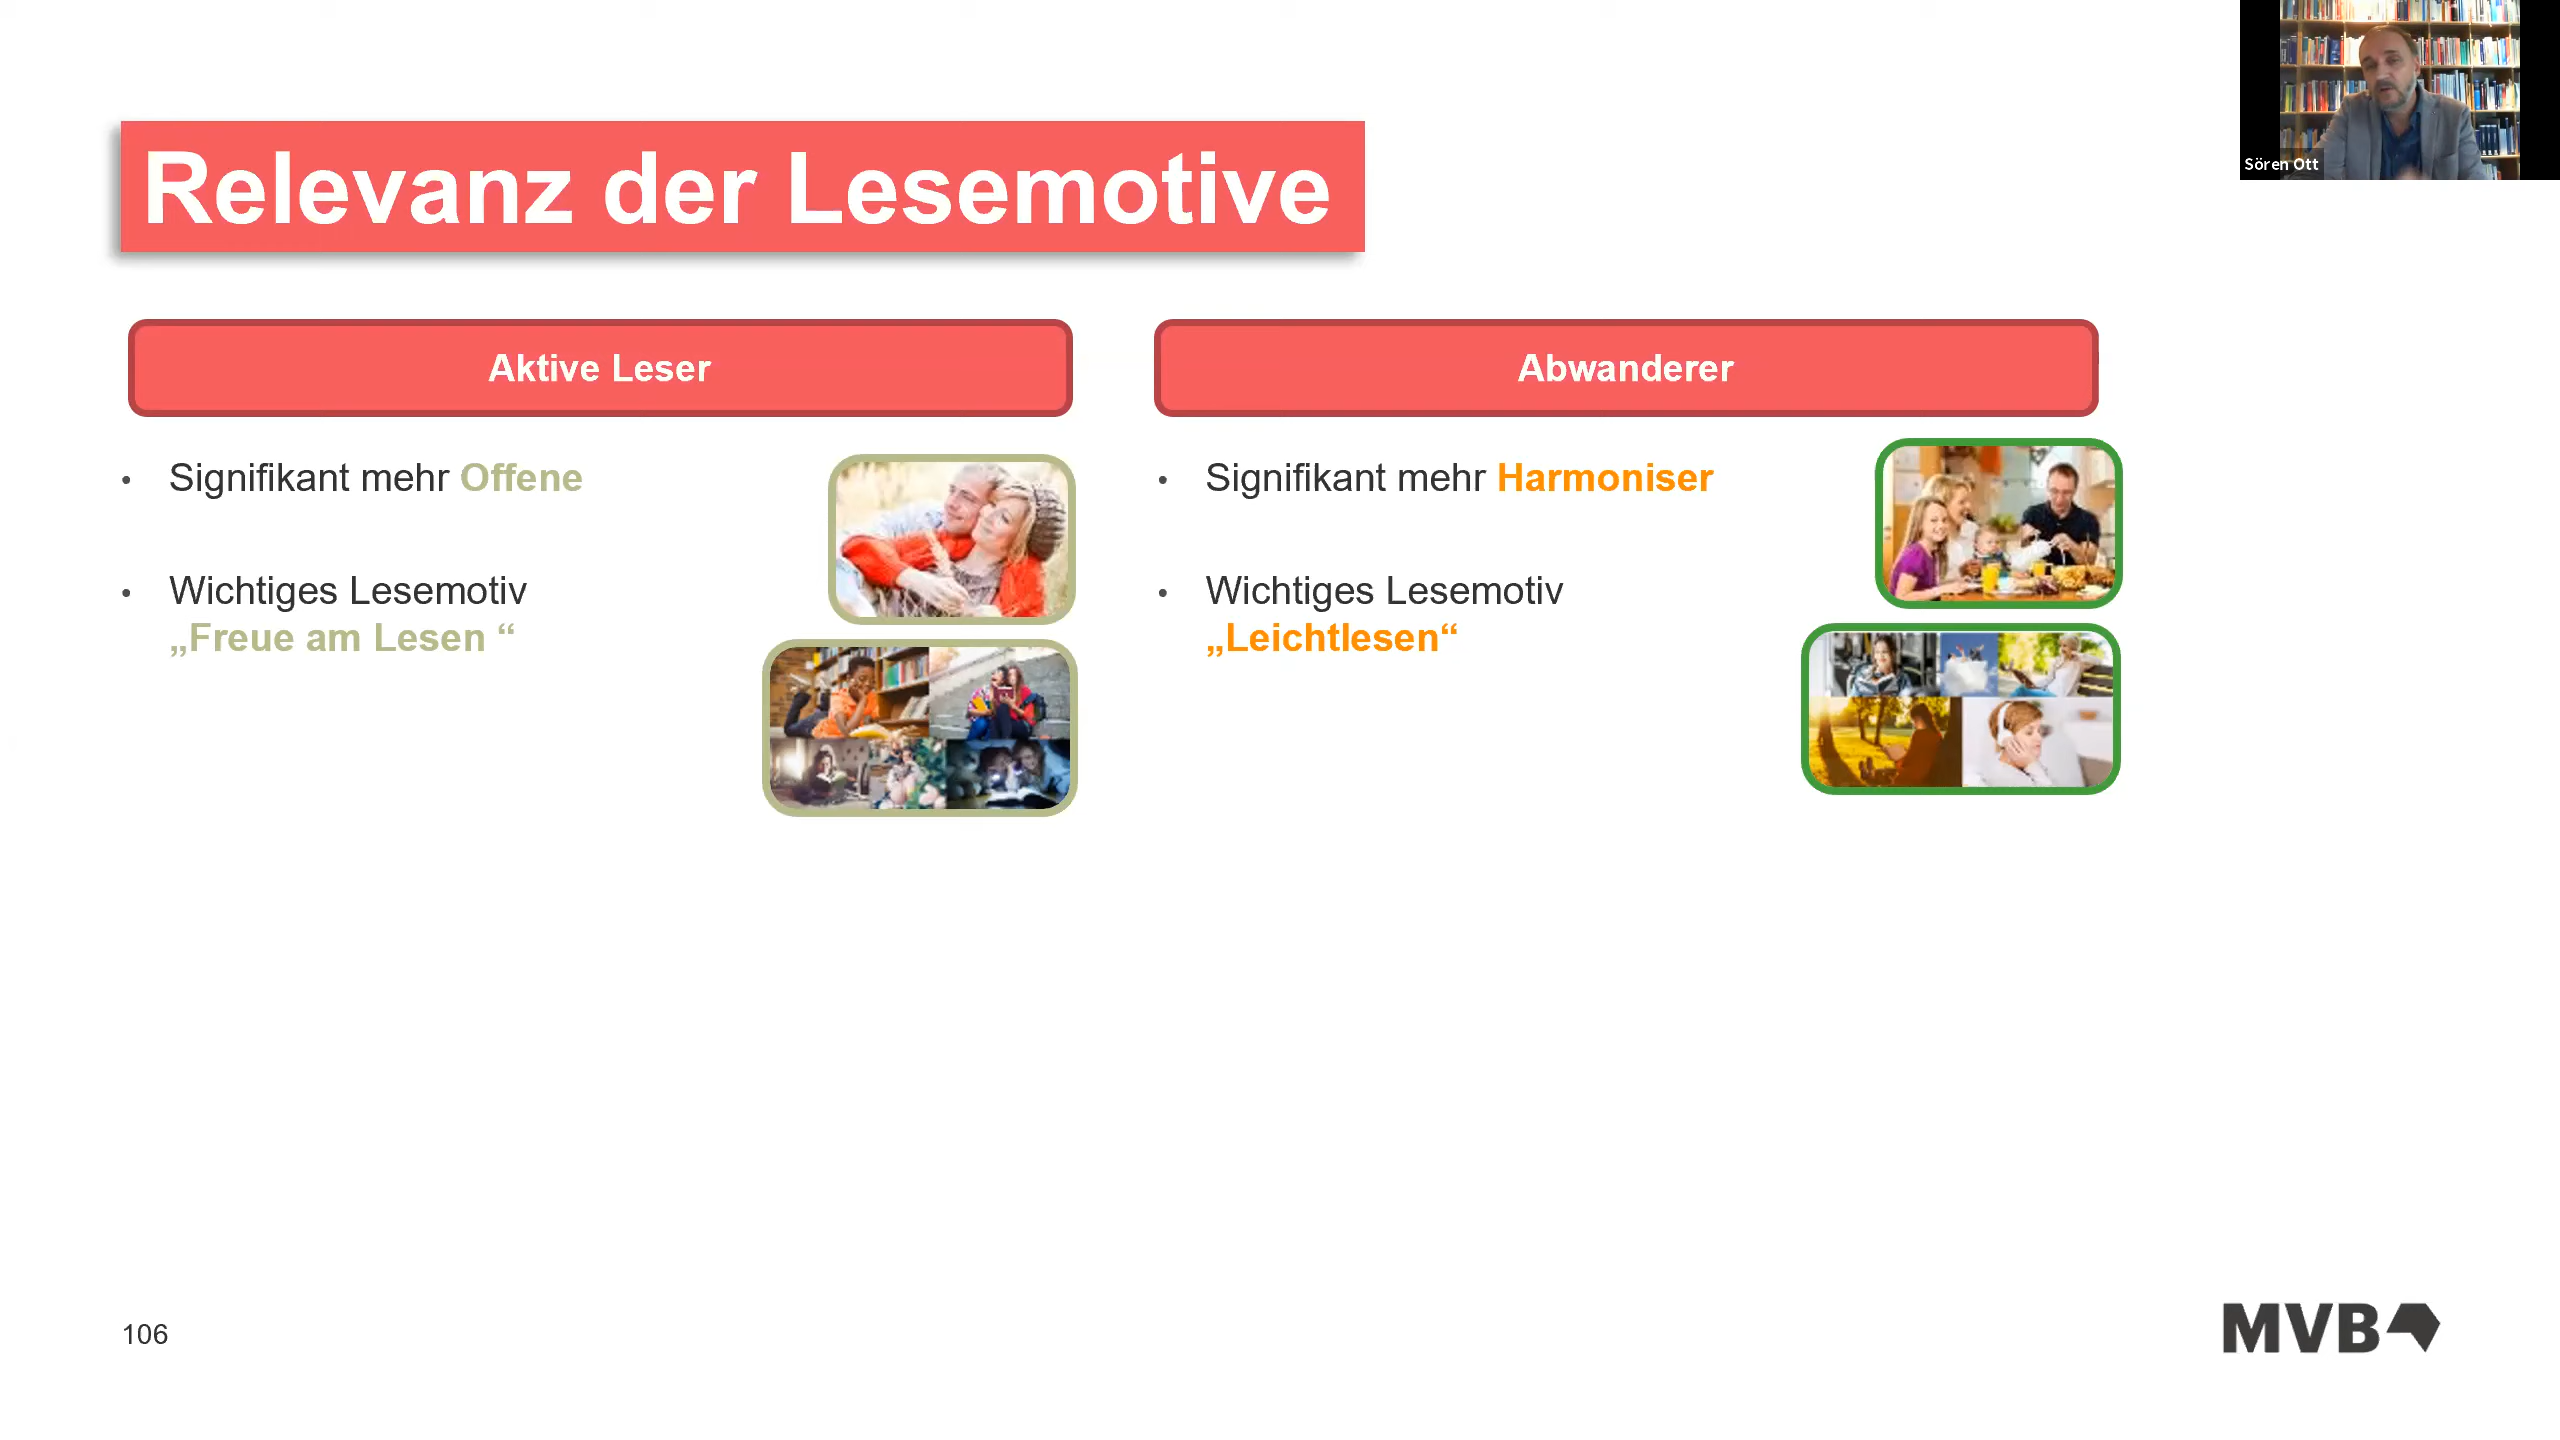 Sören Ott
Relevanz der Lesemotive
Aktive Leser
• Signifikant mehr Offene
• Wichtiges Lesemotiv
„Freue am Lesen “
Abwanderer
• Signifikant mehr Harmoniser
• Wichtiges Lesemotiv
„Leichtlesen“
106
MVB